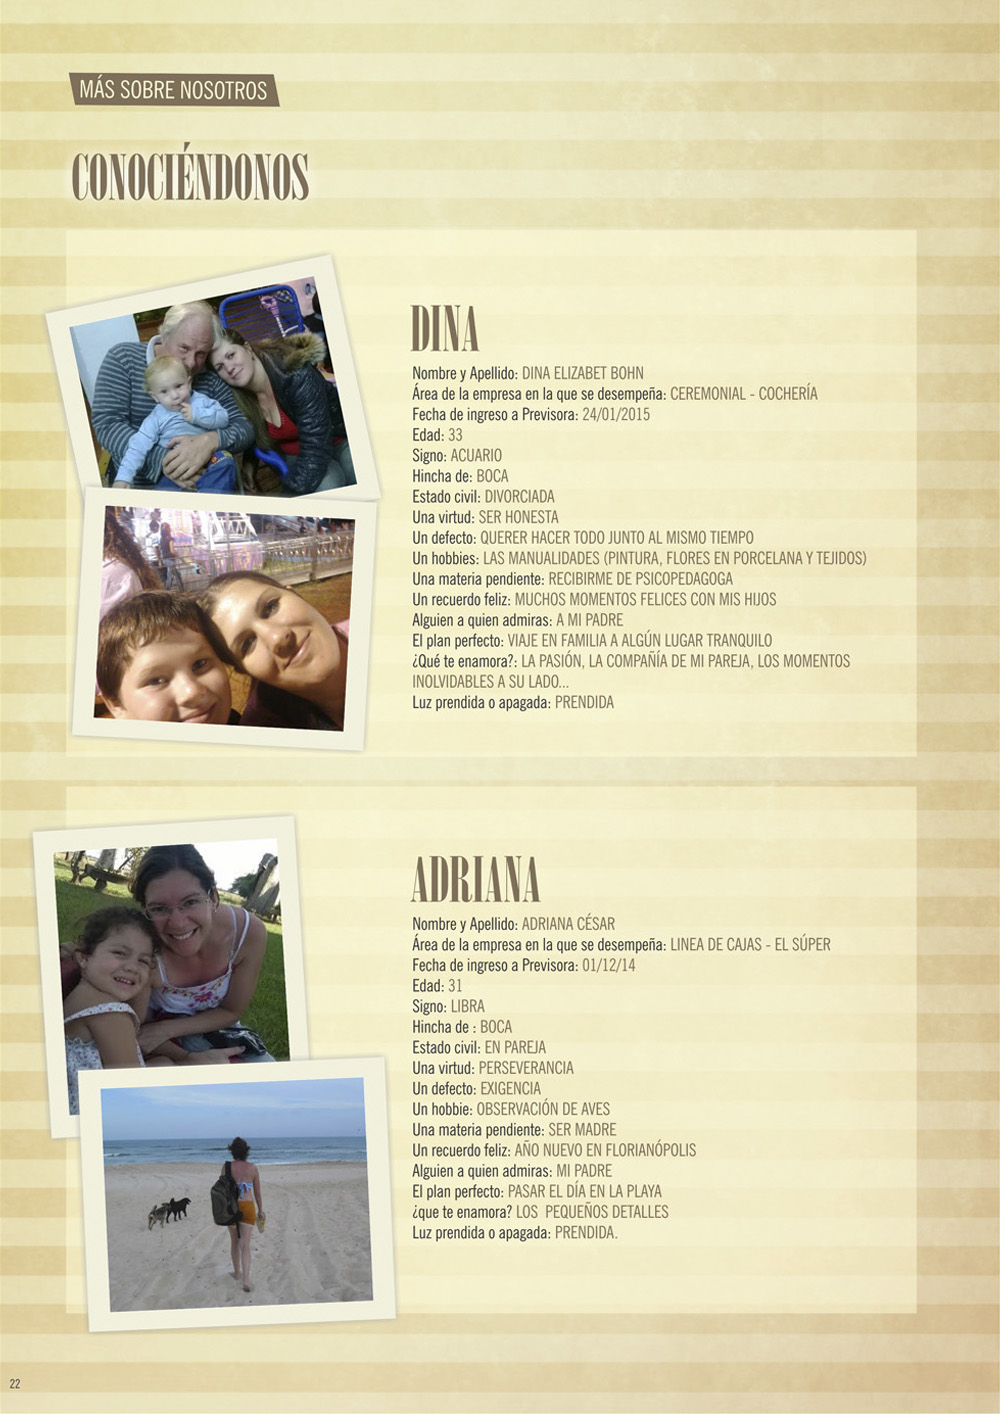 MÁS SOBRE NOSOTROS
CONOCIÉNDONOS
DINA
Nombre y Apellido: DINA ELIZABET BOHN
Área de la empresa en la que se desempeña: CEREMONIAL - COCHERÍA
Fecha de ingreso a Previsora: 24/01/2015
Edad: 33
Signo: ACUARIO
Hincha de: BOCA
Estado civil: DIVORCIADA
Una virtud: SER HONESTA
Un defecto: QUERER HACER TODO JUNTO AL MISMO TIEMPO
Un hobbies: LAS MANUALIDADES (PINTURA, FLORES EN PORCELANA Y TEJIDOS)
Una materia pendiente: RECIBIRME DE PSICOPEDAGOGA
Un recuerdo feliz: MUCHOS MOMENTOS FELICES CON MIS HIJOS
Alguien a quien admiras: A MI PADRE
El plan perfecto: VIAJE EN FAMILIA A ALGÚN LUGAR TRANQUILO
¿Qué te enamora?: LA PASIÓN, LA COMPAÑÍA DE MI PAREJA, LOS MOMENTOS
INOLVIDABLES A SU LADO...
Luz prendida o apagada: PRENDIDA
ADRIANA
Nombre y Apellido: ADRIANA CÉSAR
Área de la empresa en la que se desempeña: LINEA DE CAJAS - EL SÚPER
Fecha de ingreso a Previsora: 01/12/14
Edad: 31
Signo: LIBRA
Hincha de : BOCA
Estado civil: EN PAREJA
Una virtud: PERSEVERANCIA
Un defecto: EXIGENCIA
Un hobbie: OBSERVACIÓN DE AVES
Una materia pendiente: SER MADRE
Un recuerdo feliz: AÑO NUEVO EN FLORIANÓPOLIS
Alguien a quien admiras: MI PADRE
El plan perfecto: PASAR EL DÍA EN LA PLAYA
¿que te enamora? LOS  PEQUEÑOS DETALLES
Luz prendida o apagada: PRENDIDA.
22